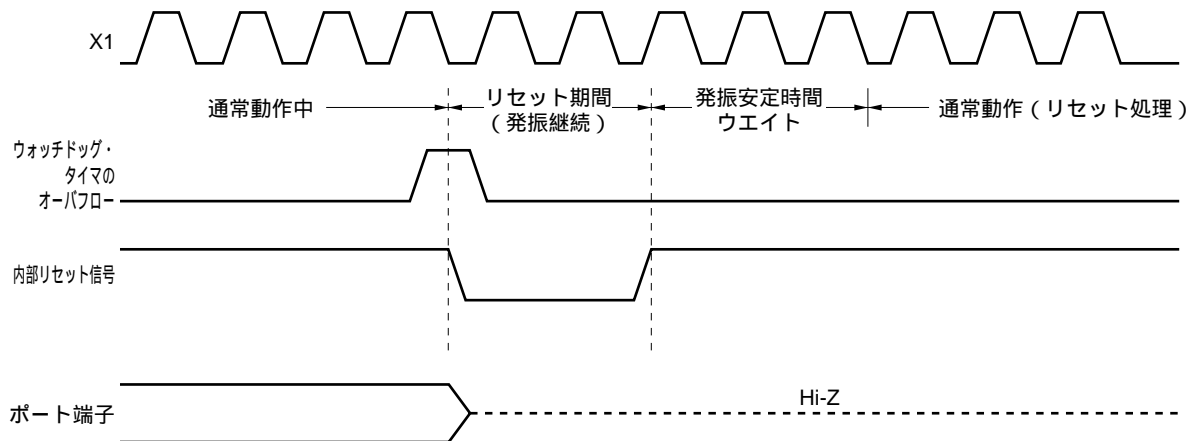 X1
通常動作中
リセット期間
(発振継続)
発振安定時間
ウエイト
通常動作(リセット処理)
ウォッチドッグ・
タイマの
オーバフロー
内部リセット信号
ポート端子
Hi-Z